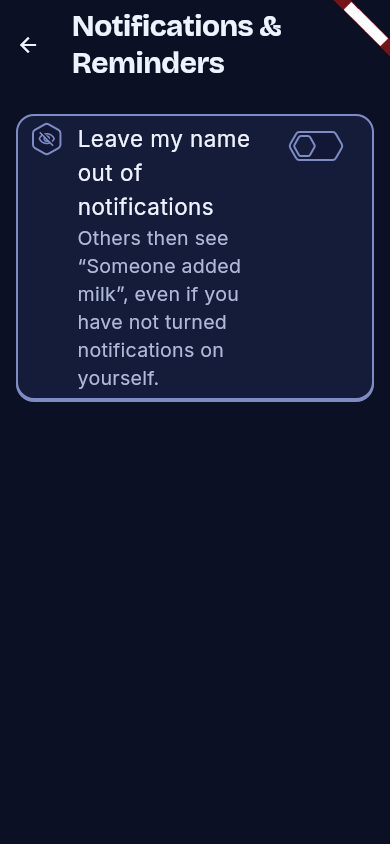 Notifications &
Reminders
Leave my name
out of
notifications
Others then see
“Someone added
milk”, even if you
have not turned
notifications on
yourself.